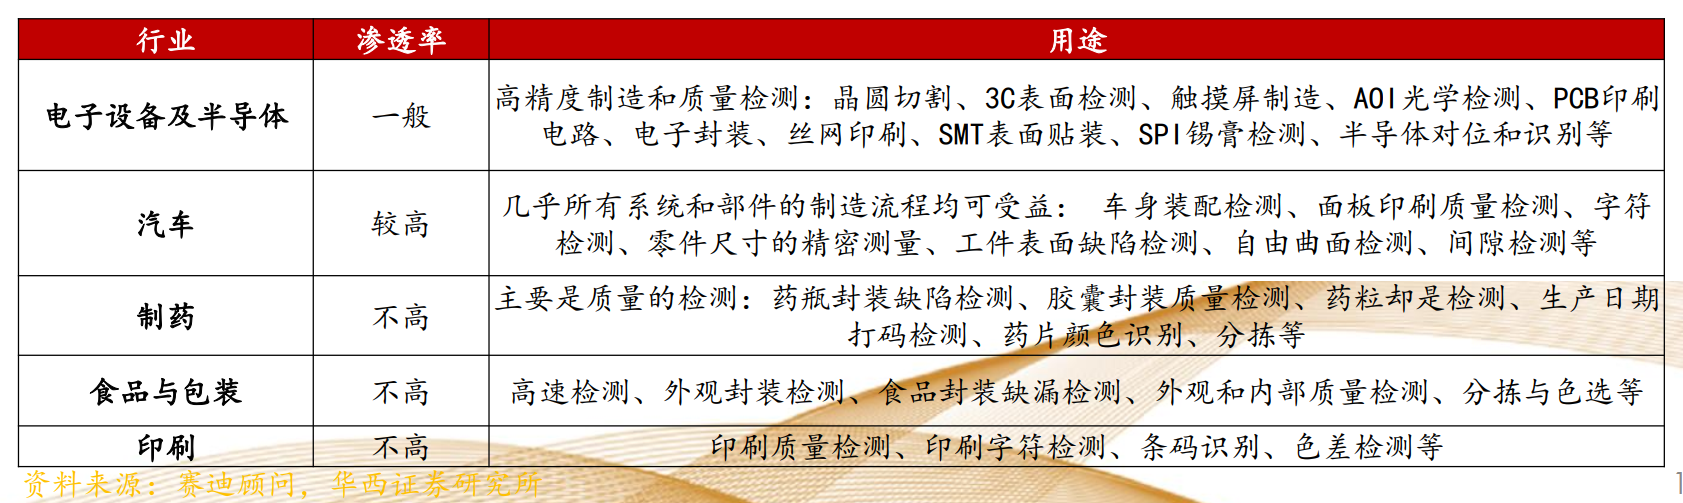 行业 渗透率 用途
电子设备及半导体 一般 高精度制造和质量检测：晶圆切割、3C表面检测、触摸屏制造、AOI光学检测、PCB印刷
电路、电子封装、丝网印刷、SMT表面贴装、SPI锡膏检测、半导体对位和识别等
汽车 较高 几乎所有系统和部件的制造流程均可受益： 车身装配检测、面板印刷质量检测、字符
检测、零件尺寸的精密测量、工件表面缺陷检测、自由曲面检测、间隙检测等
制药 不高 主要是质量的检测：药瓶封装缺陷检测、胶囊封装质量检测、药粒却是检测、生产日期
打码检测、药片颜色识别、分拣等
食品与包装 不高 高速检测、外观封装检测、食品封装缺漏检测、外观和内部质量检测、分拣与色选等
印刷 不高 印刷质量检测、印刷字符检测、条码识别、色差检测等
资料来源：赛迪顾问，华西证券研究所
1